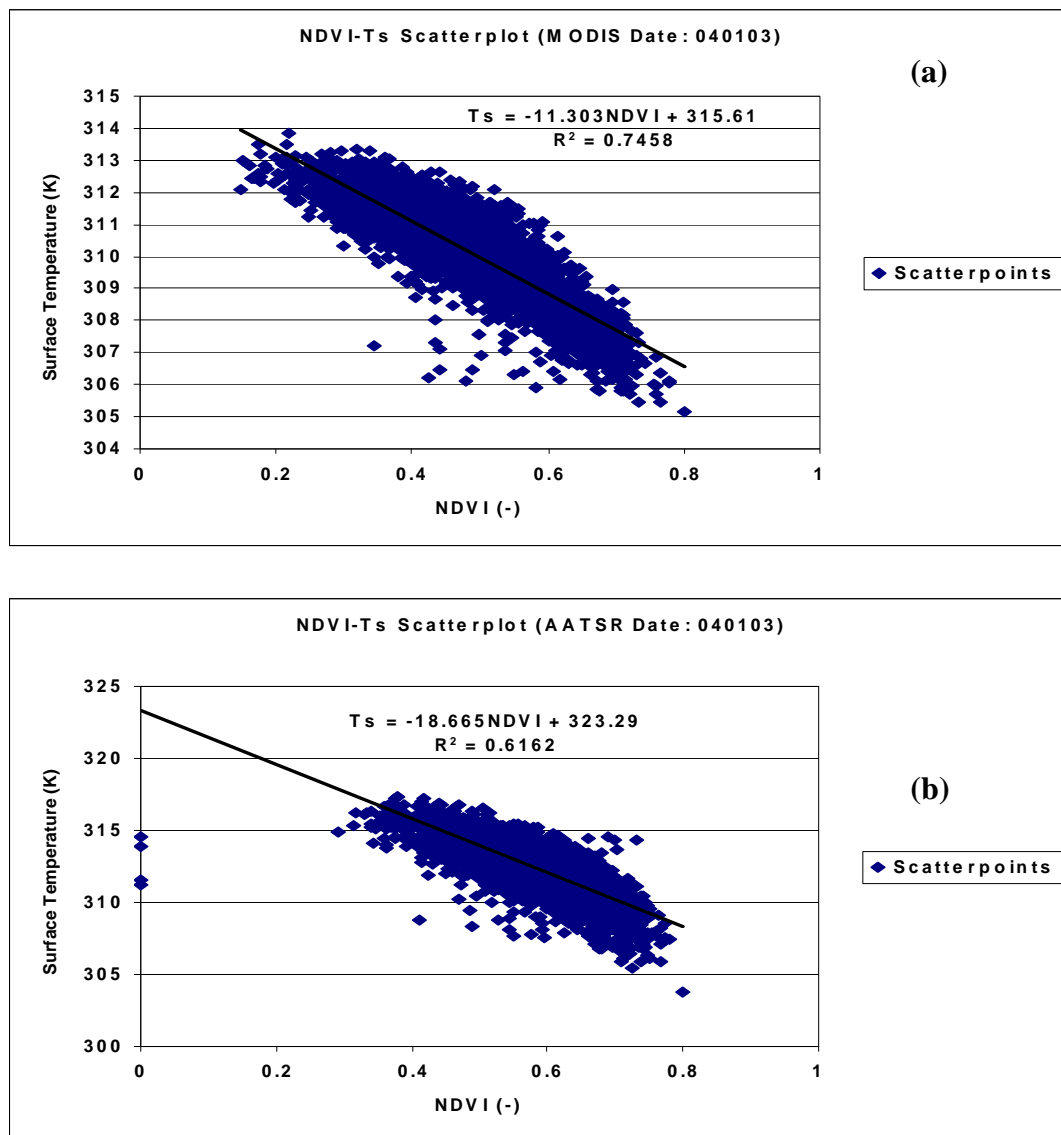 NDVI-Ts Scatterplot (MODIS Date: 040103)
(a)
Ts = -11.303NDVI + 315.61
R² = 0.7458
Surface Temperature (K)
315
314
313
312
311
310
309
308
307
306
305
304
0 0.2 0.4 0.6 0.8 1
NDVI (-)
Scatterpoints
NDVI-Ts Scatterplot (AATSR Date: 040103)
(b)
Ts = -18.665NDVI + 323.29
R² = 0.6162
Surface Temperature (K)
325
320
315
310
305
300
0 0.2 0.4 0.6 0.8 1
NDVI (-)
Scatterpoints